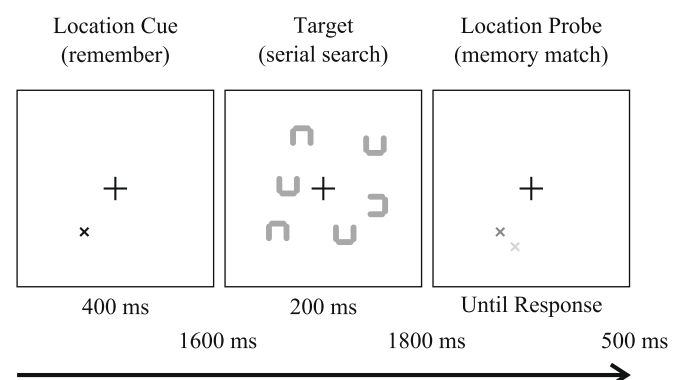 Location Cue
(remember)
Target
(serial search)
Location Probe
(memory match)
400 ms
200 ms
Until Response
1600 ms
1800 ms
500 ms